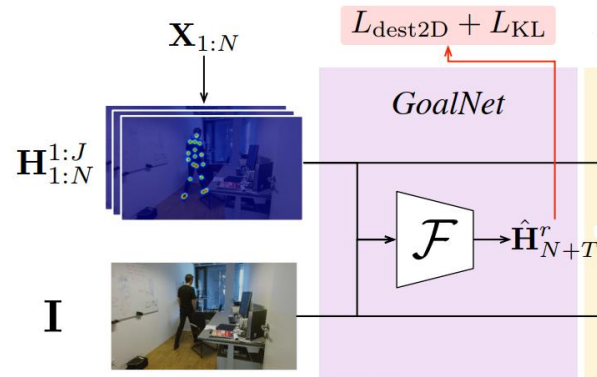 L_dest2D + L_KL
X_1:N
GoalNet
H^1:J_1:N
F
Ĥ^r_N+T
I